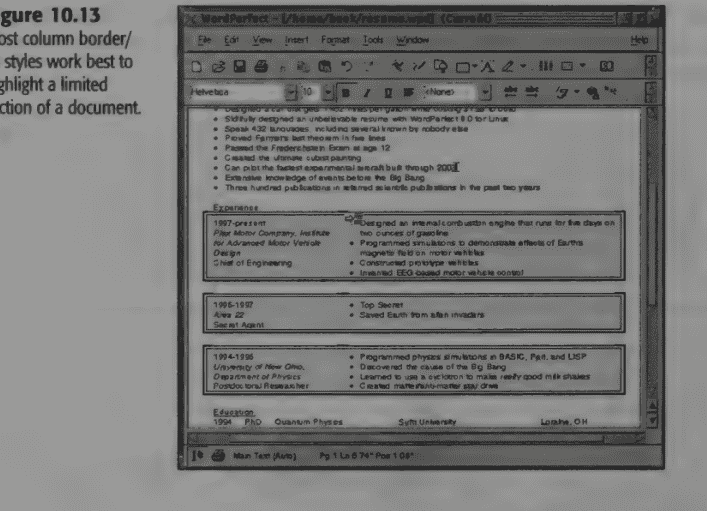 gure 10.13
ost column border/
styles work best to
ghlight a limited
ction of a document.
WordPerfect - [/home/book/resume.wpd]
File Edit View Insert Format Tools Window Help
Helvetica 10 B I U <None>
Skillfully designed an unbelievable resume with WordPerfect 8.0 for Linux
Speak 432 languages, including several known by nobody else
Proved Fermat's last theorem in five lines
Passed the Exam at age 12
Created the ultimate cubist painting
Can pilot the fastest experimental aircraft built through 2003
Extensive knowledge of events before the Big Bang
Three hundred publications in refereed scientific publications in the past two years
Experience
1997-present
Pilar Motor Company, Institute
for Advanced Motor Vehicle
Design
Chief of Engineering
Designed an internal combustion engine that runs for five days on
two ounces of gasoline
Programmed simulations to demonstrate effects of Earth's
magnetic field on motor vehicles
Constructed prototype vehicles
Invented EEG-based motor vehicle control
1996-1997
Area 22
Secret Agent
Top Secret
Saved Earth from alien invaders
1994-1996
University of New Ohio,
Department of Physics
Postdoctoral Researcher
Programmed physics simulations in BASIC, Perl, and LISP
Discovered the cause of the Big Bang
Learned to use a cyclotron to make really good milk shakes
Created matter/anti-matter drive
Education
1994 PhD Quantum Physics University OH
Main Text (Auto) Pg 1 Ln 6.74" Pos 1.08"